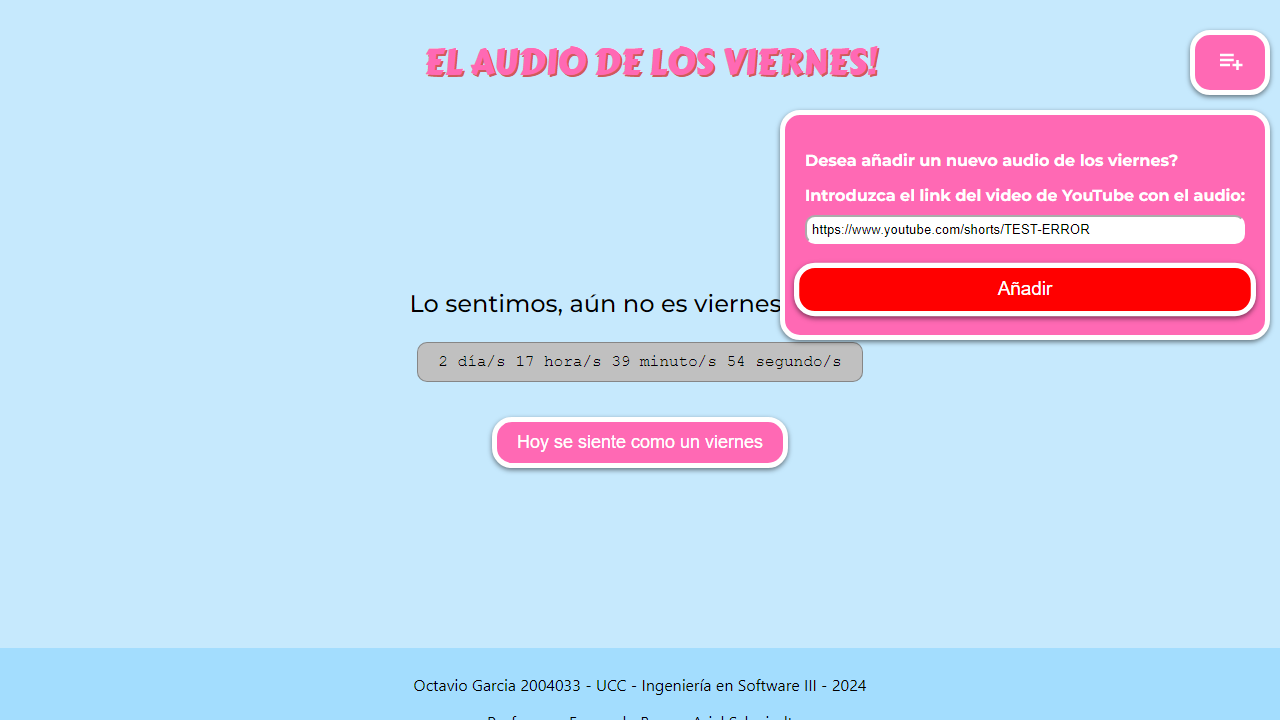 EL AUDIO DE LOS VIERNES!
Desea añadir un nuevo audio de los viernes?
Introduzca el link del video de YouTube con el audio:
https://www.youtube.com/shorts/TEST-ERROR
Añadir
Lo sentimos, aún no es viernes
2 día/s 17 hora/s 39 minuto/s 54 segundo/s
Hoy se siente como un viernes
Octavio Garcia 2004033 - UCC - Ingeniería en Software III - 2024